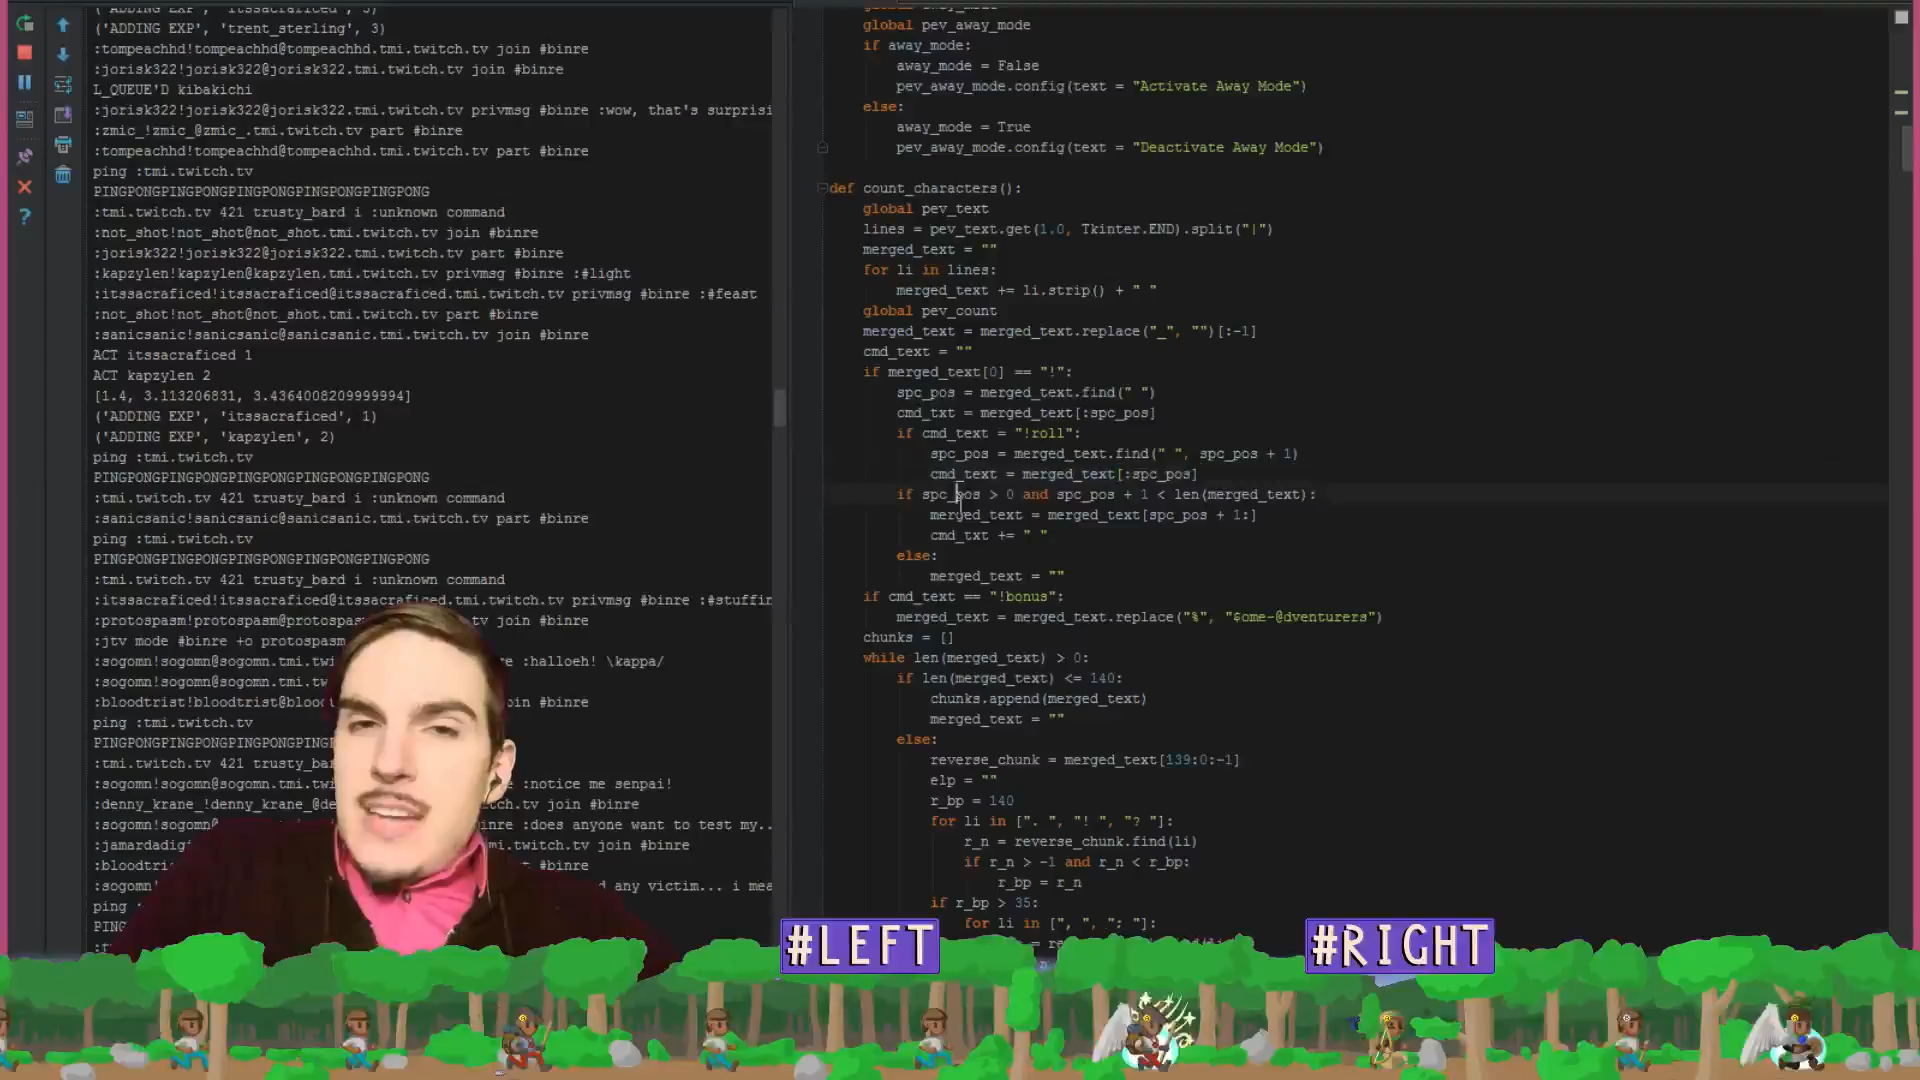 ('ADDING EXP', 'itssacraficed', 3)
('ADDING EXP', 'trent_sterling', 3)
:tompeachhd!tompeachhd@tompeachhd.tmi.twitch.tv join #binre
:jorisk322!jorisk322@jorisk322.tmi.twitch.tv join #binre
L_QUEUE'D kibakichi
:jorisk322!jorisk322@jorisk322.tmi.twitch.tv privmsg #binre :wow, that's surprisi
:zmic_!zmic_@zmic_.tmi.twitch.tv part #binre
:tompeachhd!tompeachhd@tompeachhd.tmi.twitch.tv part #binre
ping :tmi.twitch.tv
PINGPONGPINGPONGPINGPONGPINGPONGPINGPONG
:tmi.twitch.tv 421 trusty_bard i :unknown command
:not_shot!not_shot@not_shot.tmi.twitch.tv join #binre
:jorisk322!jorisk322@jorisk322.tmi.twitch.tv part #binre
:kapzylen!kapzylen@kapzylen.tmi.twitch.tv privmsg #binre :#light
:itssacraficed!itssacraficed@itssacraficed.tmi.twitch.tv privmsg #binre :#feast
:not_shot!not_shot@not_shot.tmi.twitch.tv part #binre
:sanicsanic!sanicsanic@sanicsanic.tmi.twitch.tv join #binre
ACT itssacraficed 1
ACT kapzylen 2
[1.4, 3.113206831, 3.4364008209999994]
('ADDING EXP', 'itssacraficed', 1)
('ADDING EXP', 'kapzylen', 2)
ping :tmi.twitch.tv
PINGPONGPINGPONGPINGPONGPINGPONGPINGPONG
:tmi.twitch.tv 421 trusty_bard i :unknown command
:sanicsanic!sanicsanic@sanicsanic.tmi.twitch.tv part #binre
ping :tmi.twitch.tv
PINGPONGPINGPONGPINGPONGPINGPONGPINGPONG
:tmi.twitch.tv 421 trusty_bard i :unknown command
:itssacraficed!itssacraficed@itssacraficed.tmi.twitch.tv privmsg #binre :#stuffin
:protospasm!protospasm@protospasm join #binre
:jtv mode #binre +o protospasm
:sogomn!sogomn@sogomn.tmi.twi :halloeh! \kappa/
:sogomn!sogomn@sogomn.tmi.t
:bloodtrist!bloodtrist@blood oin #binre
ping :tmi.twitch.tv
PINGPONGPINGPONGPINGPONGPINGP
:tmi.twitch.tv 421 trusty_ba
:sogomn!sogomn@sogomn.tmi.tw :notice me senpai!
:denny_krane_!denny_krane_@de tch.tv join #binre
:sogomn!sogomn@ inre :does anyone want to test my..
:jamardadig mi.twitch.tv join #binre
:bloodtri t #binre
:sogomn! d any victim... i mea
ping :
PING
global pev_away_mode
if away_mode:
away_mode = False
pev_away_mode.config(text = "Activate Away Mode")
else:
away_mode = True
pev_away_mode.config(text = "Deactivate Away Mode")
def count_characters():
global pev_text
lines = pev_text.get(1.0, Tkinter.END).split("|")
merged_text = ""
for li in lines:
merged_text += li.strip() + " "
global pev_count
merged_text = merged_text.replace("_", "")[:-1]
cmd_text = ""
if merged_text[0] == "!":
spc_pos = merged_text.find(" ")
cmd_txt = merged_text[:spc_pos]
if cmd_text = "!roll":
spc_pos = merged_text.find(" ", spc_pos + 1)
cmd_text = merged_text[:spc_pos]
if spc_pos > 0 and spc_pos + 1 < len(merged_text):
merged_text = merged_text[spc_pos + 1:]
cmd_txt += " "
else:
merged_text = ""
if cmd_text == "!bonus":
merged_text = merged_text.replace("%", "$ome-@dventurers")
chunks = []
while len(merged_text) > 0:
if len(merged_text) <= 140:
chunks.append(merged_text)
merged_text = ""
else:
reverse_chunk = merged_text[139:0:-1]
elp = ""
r_bp = 140
for li in [". ", "! ", "? "]:
r_n = reverse_chunk.find(li)
if r_n > -1 and r_n < r_bp:
r_bp = r_n
if r_bp > 35:
for li in [", ", "; "]:
#LEFT
#RIGHT